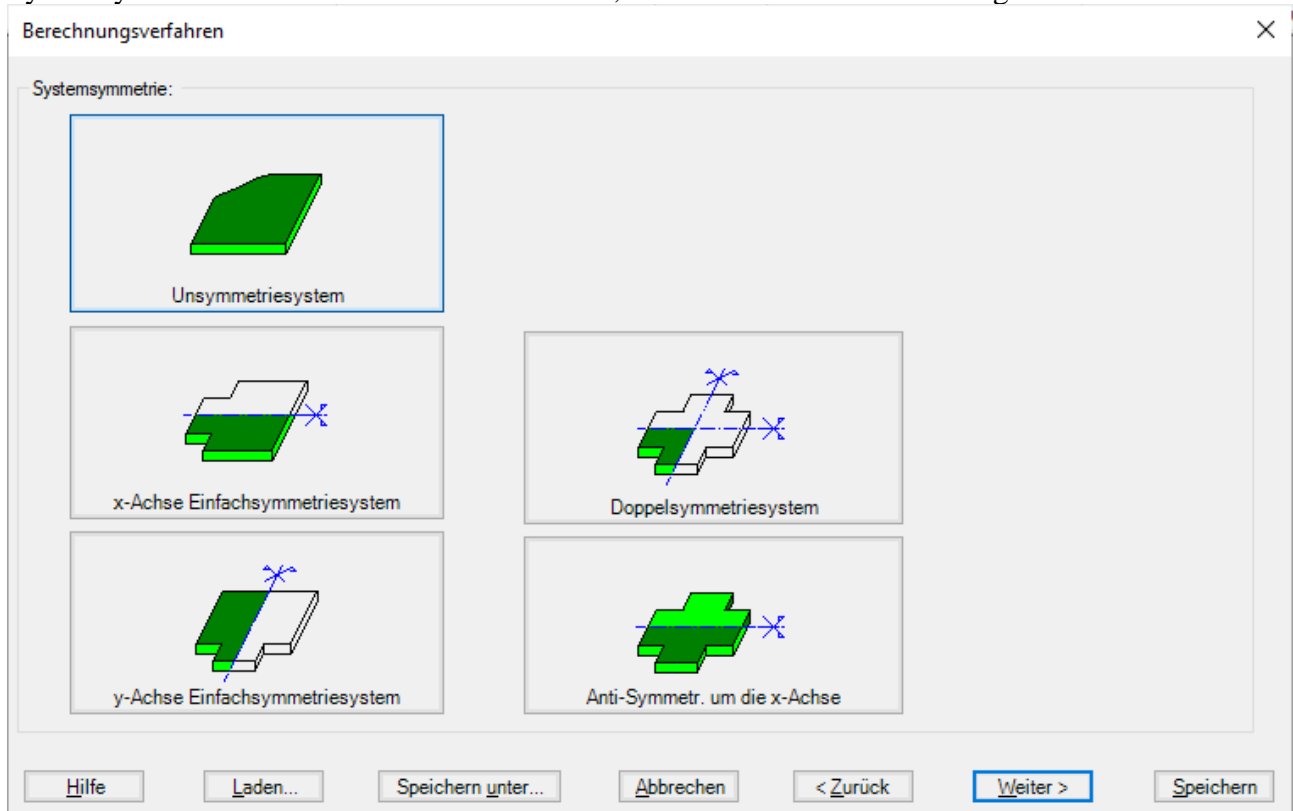 Berechnungsverfahren
Systemsymmetrie:
Unsymmetriesystem
x-Achse Einfachsymmetriesystem
Doppelsymmetriesystem
y-Achse Einfachsymmetriesystem
Anti-Symmetr. um die x-Achse
Hilfe
Laden...
Speichern unter...
Abbrechen
< Zurück
Weiter >
Speichern